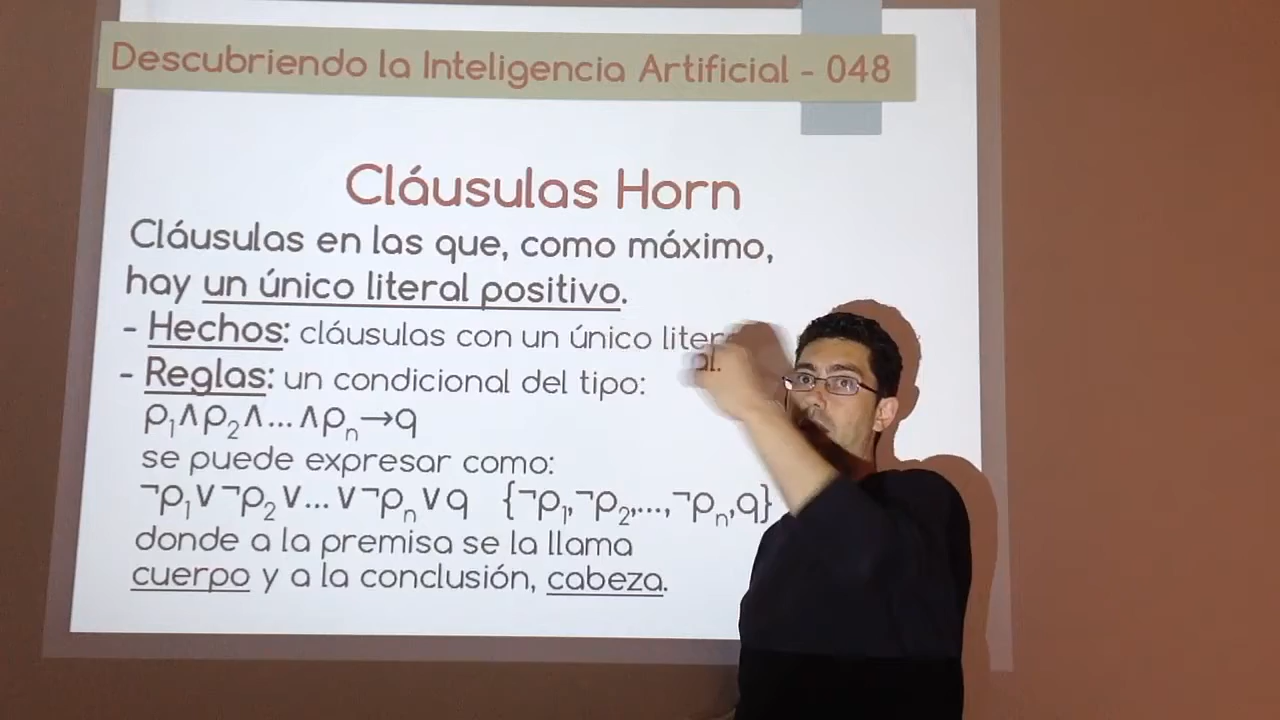 Descubriendo la Inteligencia Artificial - 048
Cláusulas Horn
Cláusulas en las que, como máximo,
hay un único literal positivo.
- Hechos: cláusulas con un único
- Reglas: un condicional del tipo:
p₁∧p₂∧...∧pₙ→q
se puede expresar como:
¬p₁∨¬p₂∨...∨¬pₙ∨q {¬p₁,¬p₂,...,¬pₙ,q}
donde a la premisa se la llama
cuerpo y a la conclusión, cabeza.